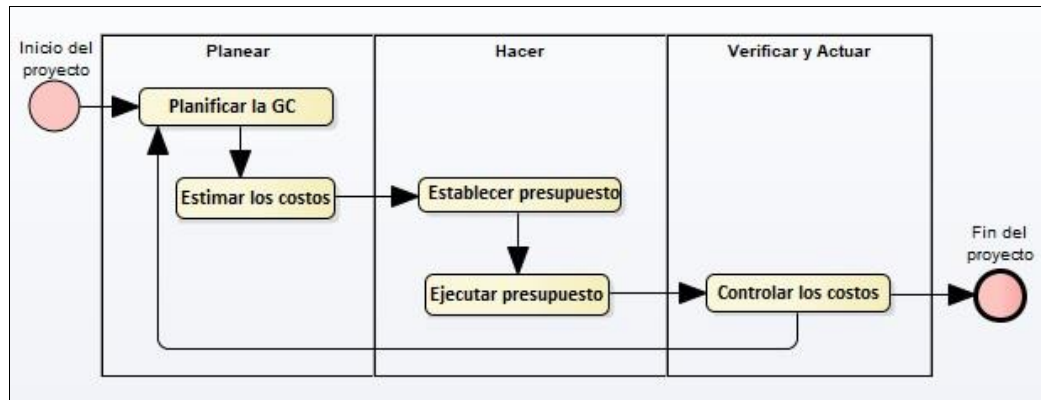 Inicio del
proyecto
Planear
Hacer
Verificar y Actuar
Planificar la GC
Estimar los costos
Establecer presupuesto
Ejecutar presupuesto
Controlar los costos
Fin del
proyecto